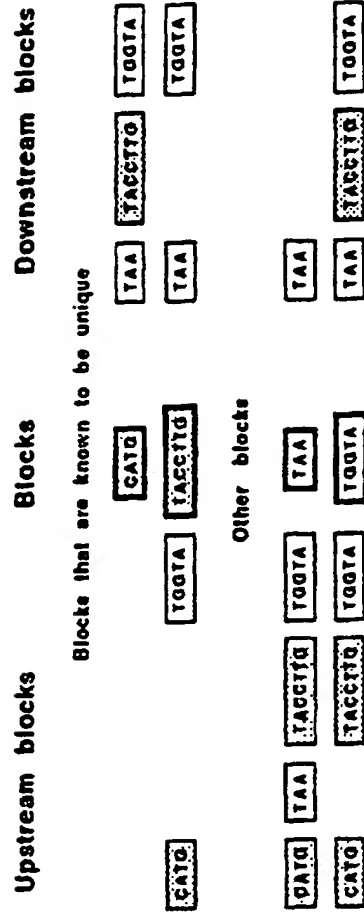 Upstream blocks Blocks Downstream blocks
Blocks that are known to be unique
CATG TAA TACCTTG TGGTA
CATG TGGTA TACCTTG TAA TGGTA
Other blocks
CATG TAA TACCTTG TGGTA TAA TAA
CATG TACCTTG TGGTA TGGTA TAA TACCTTG TGGTA